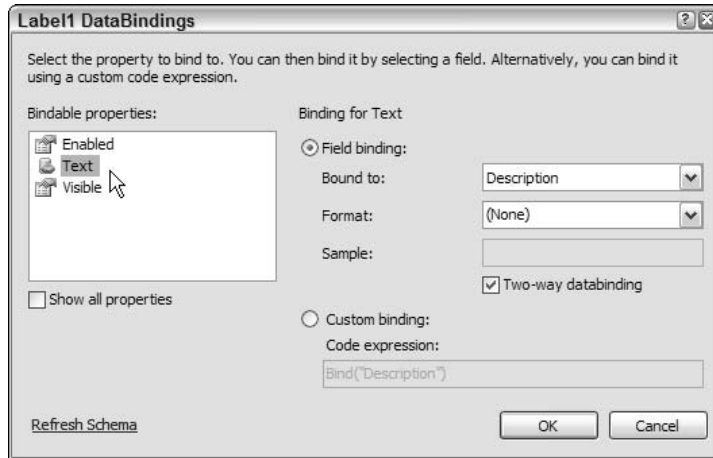 Label1 DataBindings
Select the property to bind to. You can then bind it by selecting a field. Alternatively, you can bind it
using a custom code expression.
Bindable properties:
Enabled
Text
Visible
Show all properties
Binding for Text
Field binding:
Bound to: Description
Format: (None)
Sample:
Two-way databinding
Custom binding:
Code expression:
Bind("Description")
Refresh Schema
OK Cancel